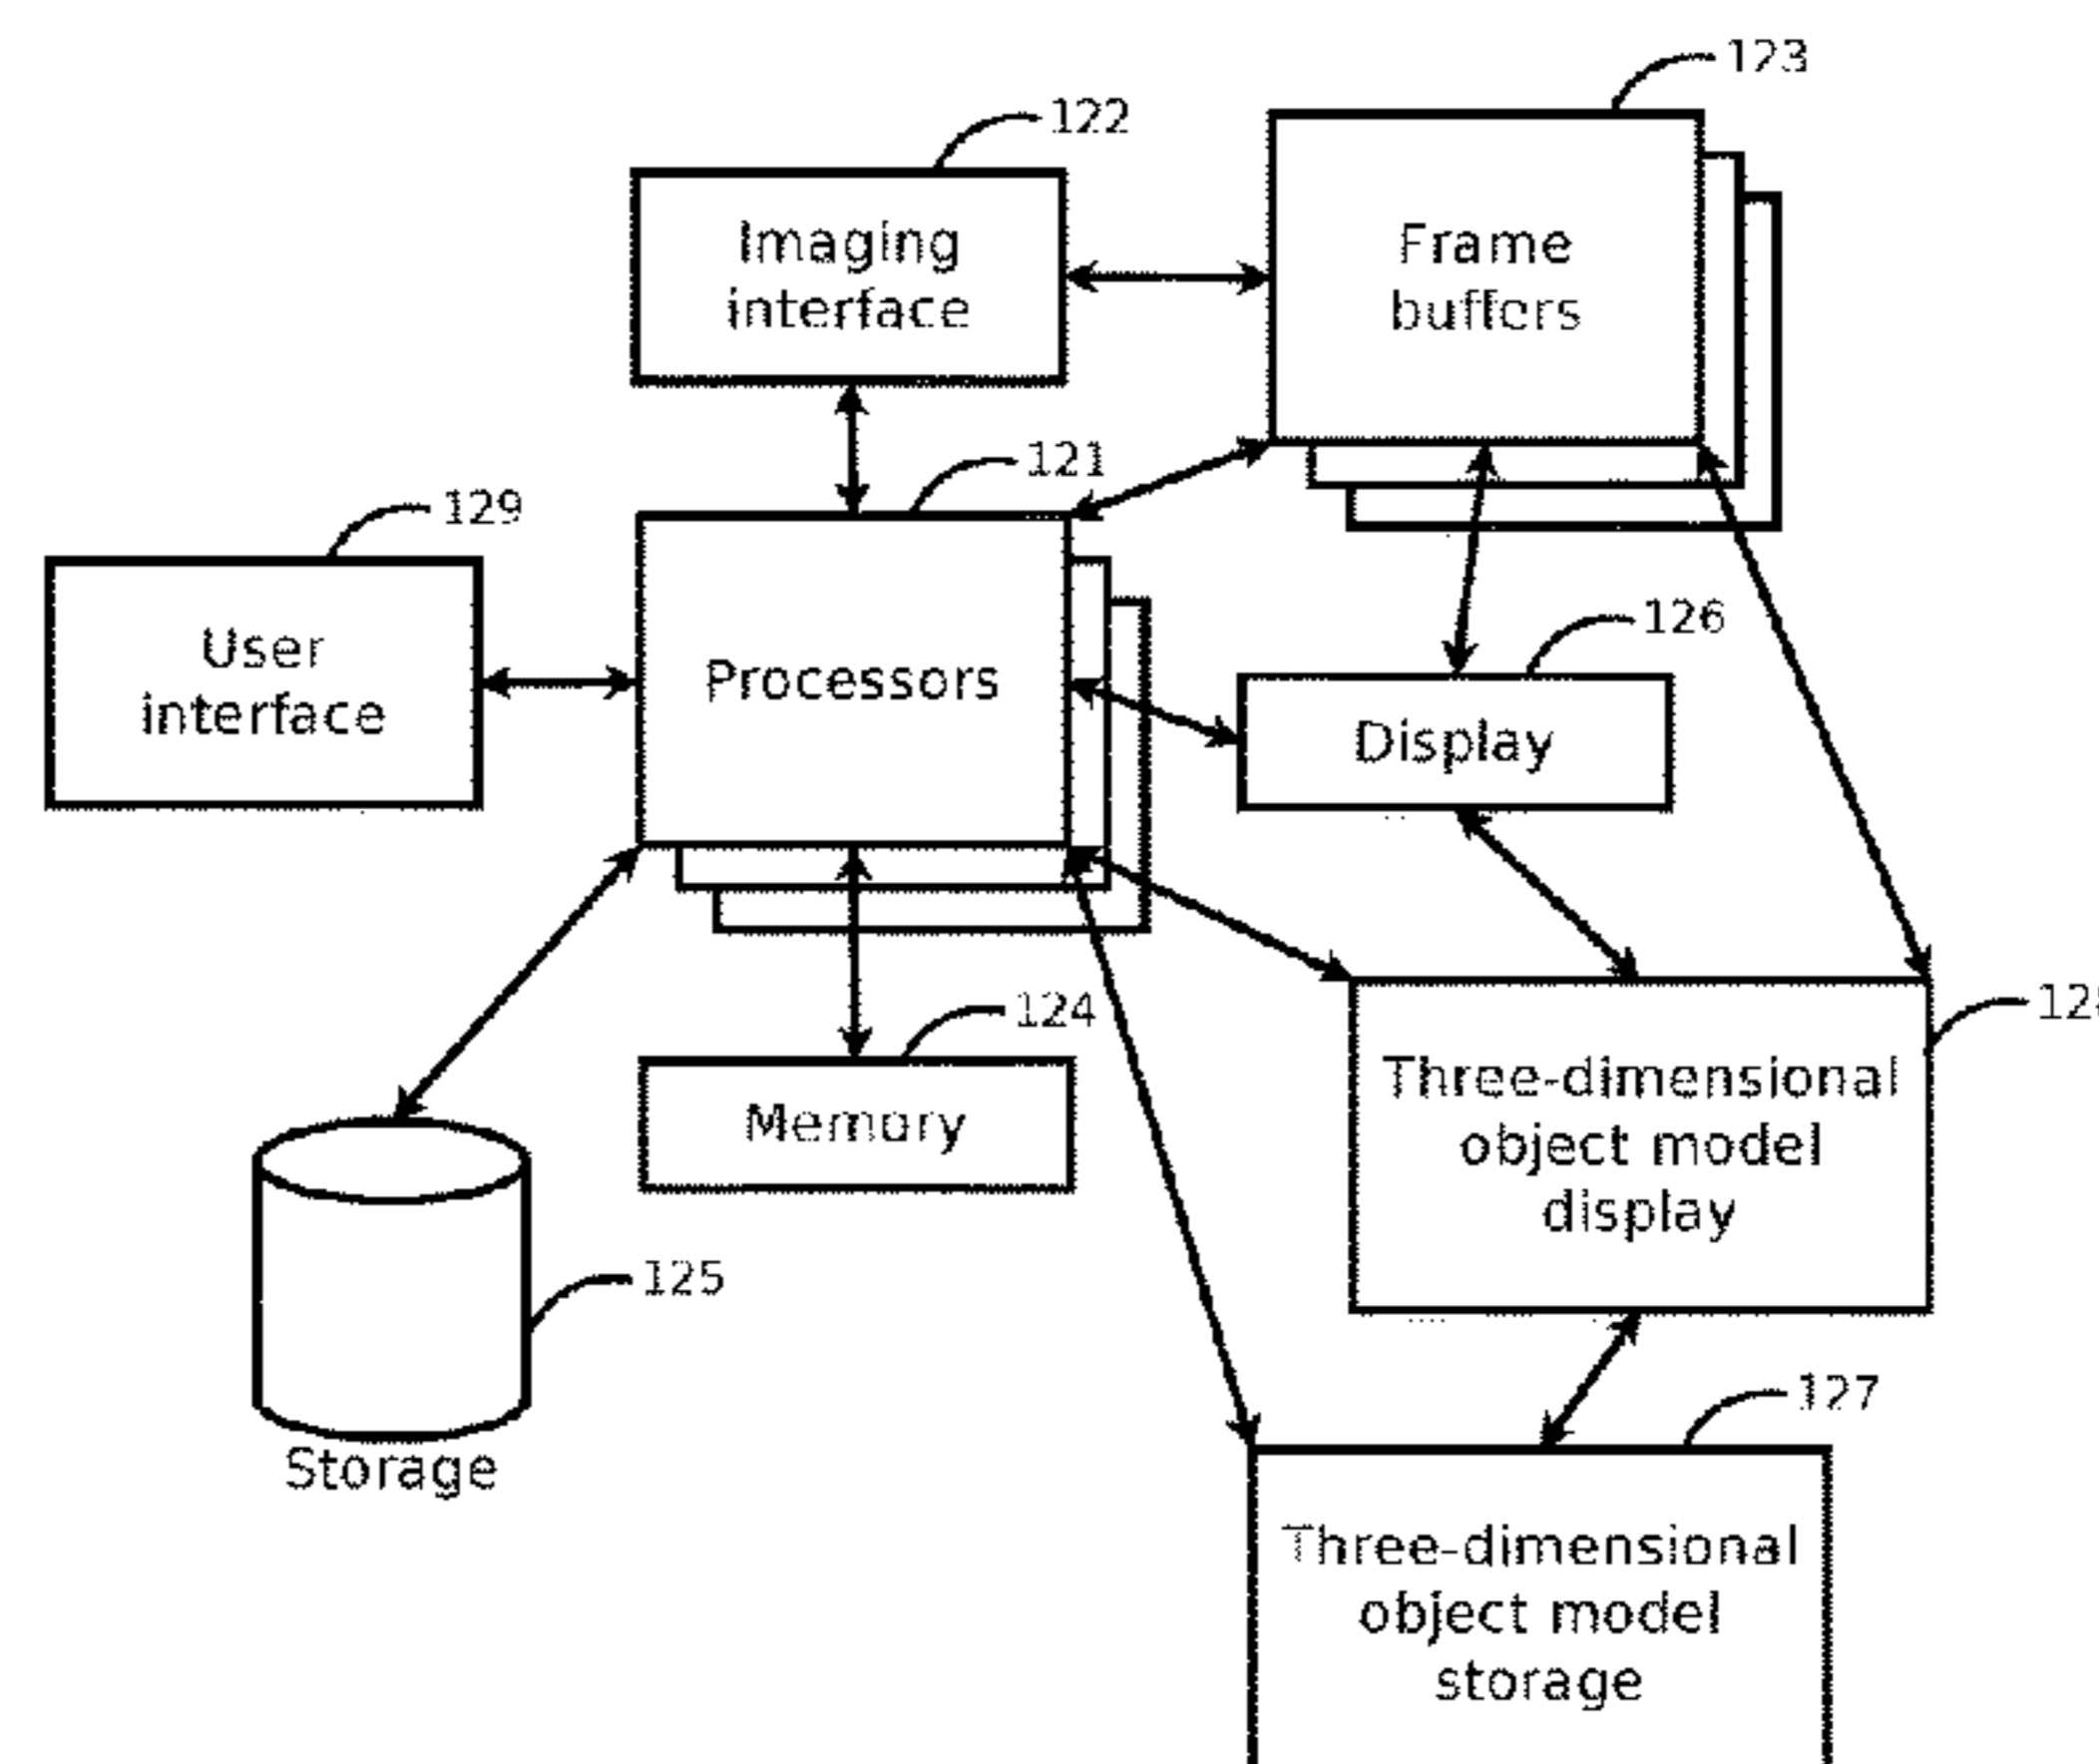 123
122
Imaging
interface
Frame
buffers
121
129
User
interface
Processors
126
Display
124
Memory
Three-dimensional
object model
display
125
Storage
127
Three-dimensional
object model
storage